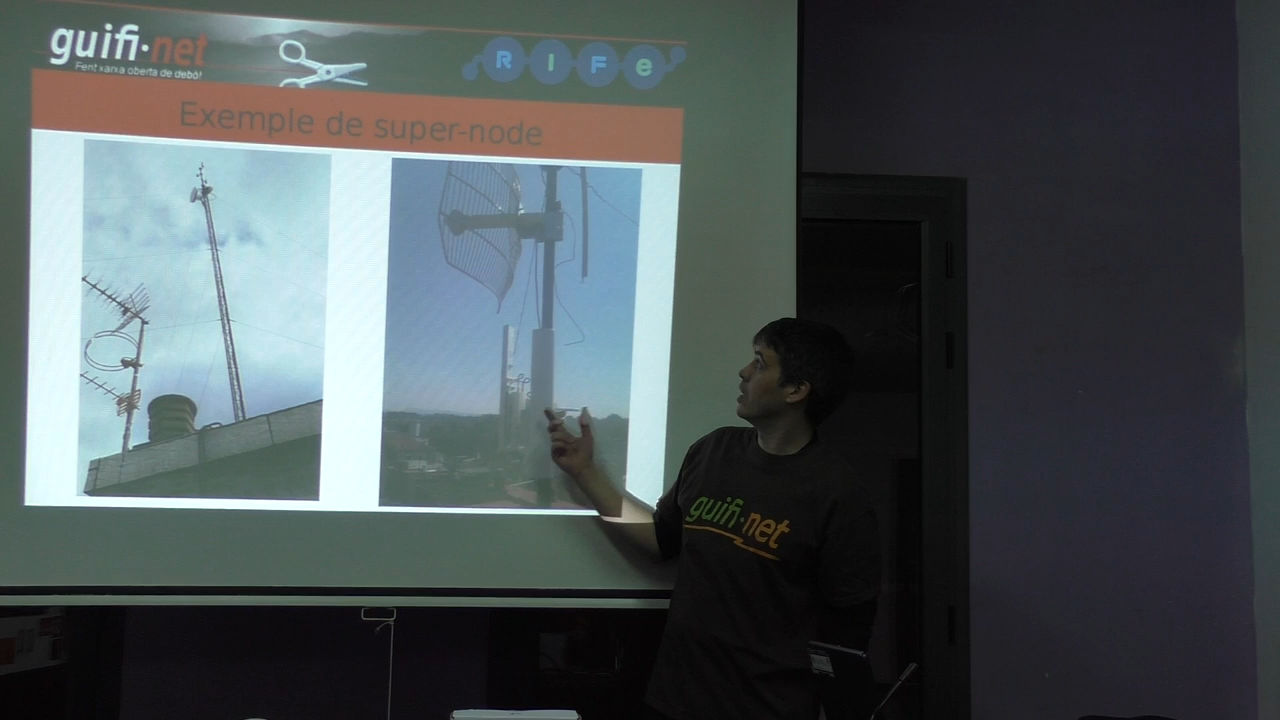 guifi·net
Fent xarxa oberta de debò!
R I F e
Exemple de super-node
guifi·net